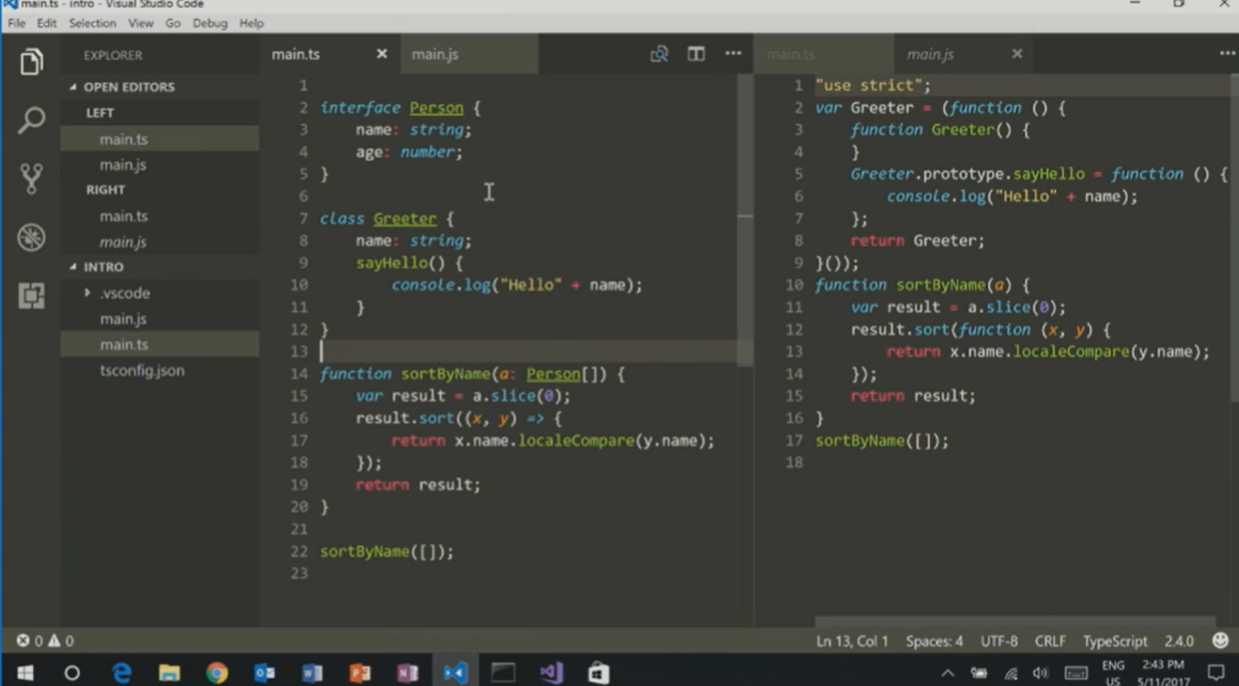 main.ts - intro - Visual Studio Code
File Edit Selection View Go Debug Help
EXPLORER
OPEN EDITORS
LEFT
main.ts
main.js
RIGHT
main.ts
main.js
INTRO
.vscode
main.js
main.ts
tsconfig.json
main.ts main.js
1
2 interface Person {
3 name: string;
4 age: number;
5 }
6
7 class Greeter {
8 name: string;
9 sayHello() {
10 console.log("Hello" + name);
11 }
12 }
13
14 function sortByName(a: Person[]) {
15 var result = a.slice(0);
16 result.sort((x, y) => {
17 return x.name.localeCompare(y.name);
18 });
19 return result;
20 }
21
22 sortByName([]);
23
main.ts main.js
1 "use strict";
2 var Greeter = (function () {
3 function Greeter() {
4 }
5 Greeter.prototype.sayHello = function () {
6 console.log("Hello" + name);
7 };
8 return Greeter;
9 }());
10 function sortByName(a) {
11 var result = a.slice(0);
12 result.sort(function (x, y) {
13 return x.name.localeCompare(y.name);
14 });
15 return result;
16 }
17 sortByName([]);
18
0 0 Ln 13, Col 1 Spaces: 4 UTF-8 CRLF TypeScript 2.4.0
ENG 2:43 PM
US 5/11/2017